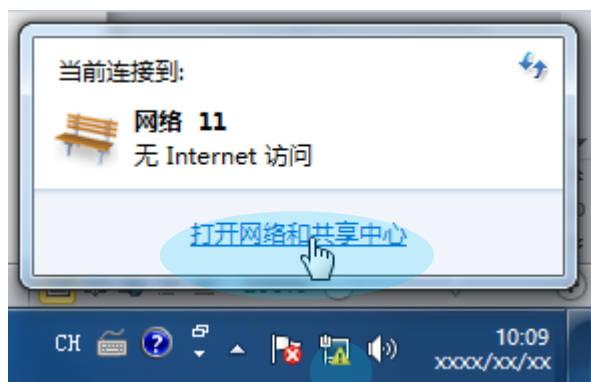 当前连接到:
网络 11
无 Internet 访问
打开网络和共享中心
CH
10:09
xxxx/xx/xx